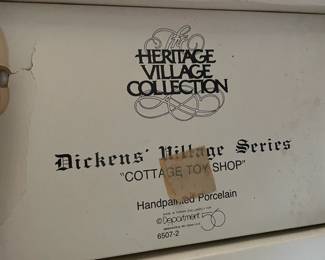 The
HERITAGE
VILLAGE
COLLECTION
Dickens' Village Series
"COTTAGE TOY SHOP"
Handpainted Porcelain
© Department 56
6507-2